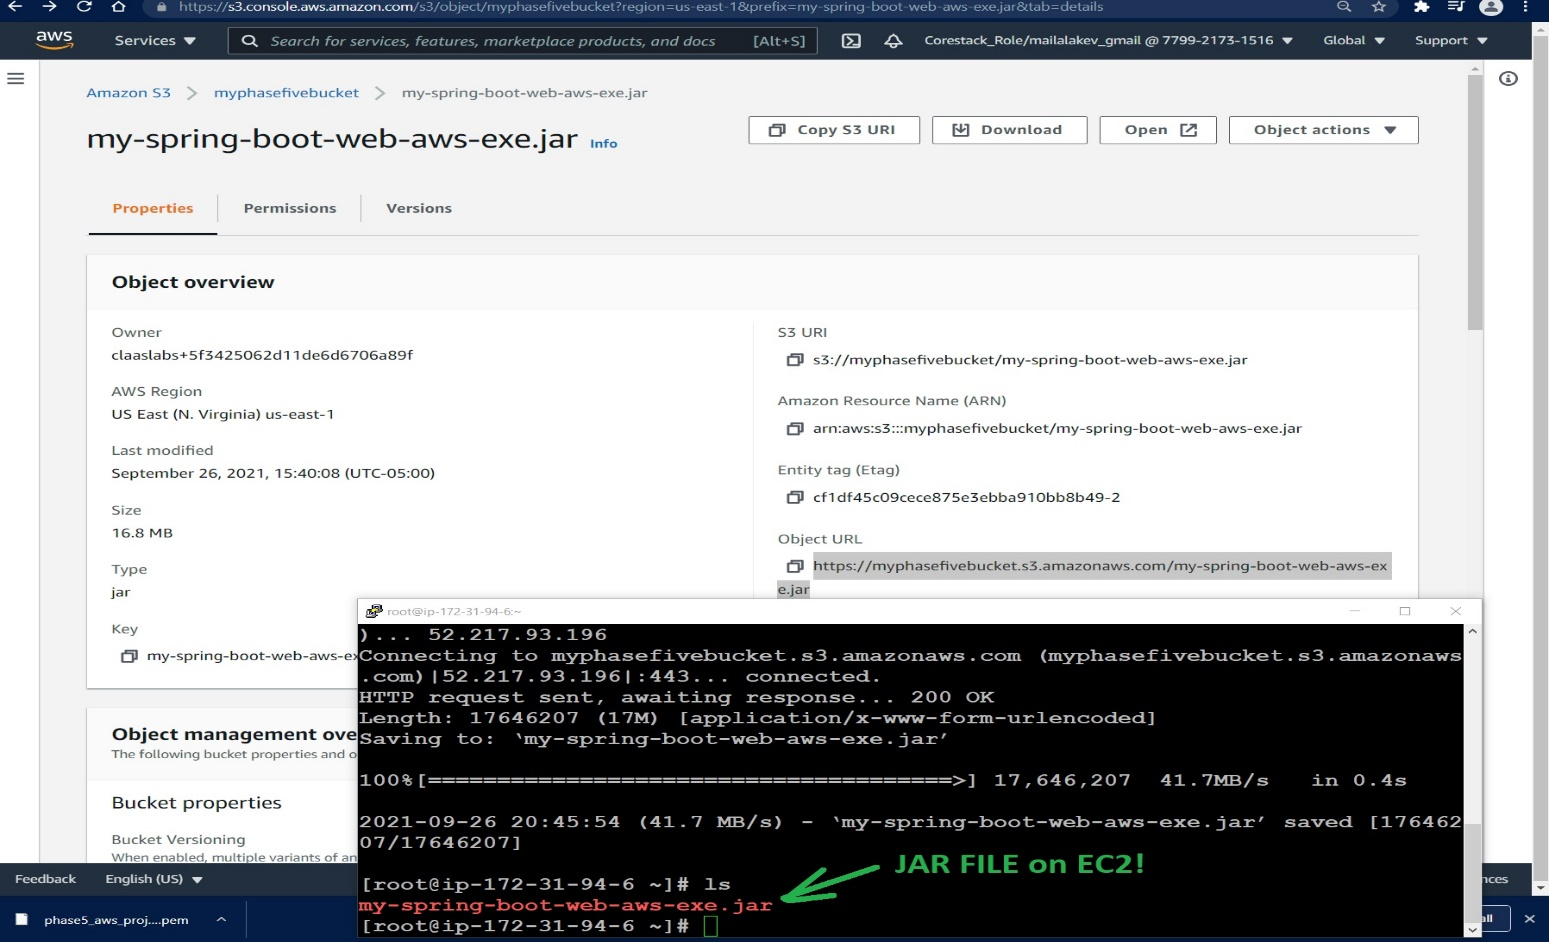 https://s3.console.aws.amazon.com/s3/object/myphasefivebucket?region=us-east-1&prefix=my-spring-boot-web-aws-exe.jar&tab=details
aws
Services
Search for services, features, marketplace products, and docs
[Alt+S]
Corestack_Role/mailalakev_gmail @ 7799-2173-1516
Global
Support
Amazon S3 > myphasefivebucket > my-spring-boot-web-aws-exe.jar
my-spring-boot-web-aws-exe.jar Info
Copy S3 URI
Download
Open
Object actions
Properties
Permissions
Versions
Object overview
Owner
claaslabs+5f3425062d11de6d6706a89f
AWS Region
US East (N. Virginia) us-east-1
Last modified
September 26, 2021, 15:40:08 (UTC-05:00)
Size
16.8 MB
Type
jar
Key
my-spring-boot-web-aws-ex
S3 URI
s3://myphasefivebucket/my-spring-boot-web-aws-exe.jar
Amazon Resource Name (ARN)
arn:aws:s3:::myphasefivebucket/my-spring-boot-web-aws-exe.jar
Entity tag (Etag)
cf1df45c09cece875e3ebba910bb8b49-2
Object URL
https://myphasefivebucket.s3.amazonaws.com/my-spring-boot-web-aws-ex
e.jar
Object management ove
The following bucket properties and o
Bucket properties
Bucket Versioning
When enabled, multiple variants of an
root@ip-172-31-94-6:~
)... 52.217.93.196
Connecting to myphasefivebucket.s3.amazonaws.com (myphasefivebucket.s3.amazonaws
.com)|52.217.93.196|:443... connected.
HTTP request sent, awaiting response... 200 OK
Length: 17646207 (17M) [application/x-www-form-urlencoded]
Saving to: ‘my-spring-boot-web-aws-exe.jar’
100%[======================================>] 17,646,207 41.7MB/s in 0.4s
2021-09-26 20:45:54 (41.7 MB/s) - ‘my-spring-boot-web-aws-exe.jar’ saved [176462
07/17646207]
[root@ip-172-31-94-6 ~]# ls
my-spring-boot-web-aws-exe.jar
[root@ip-172-31-94-6 ~]#
JAR FILE on EC2!
Feedback
English (US)
nces
phase5_aws_proj....pem
all